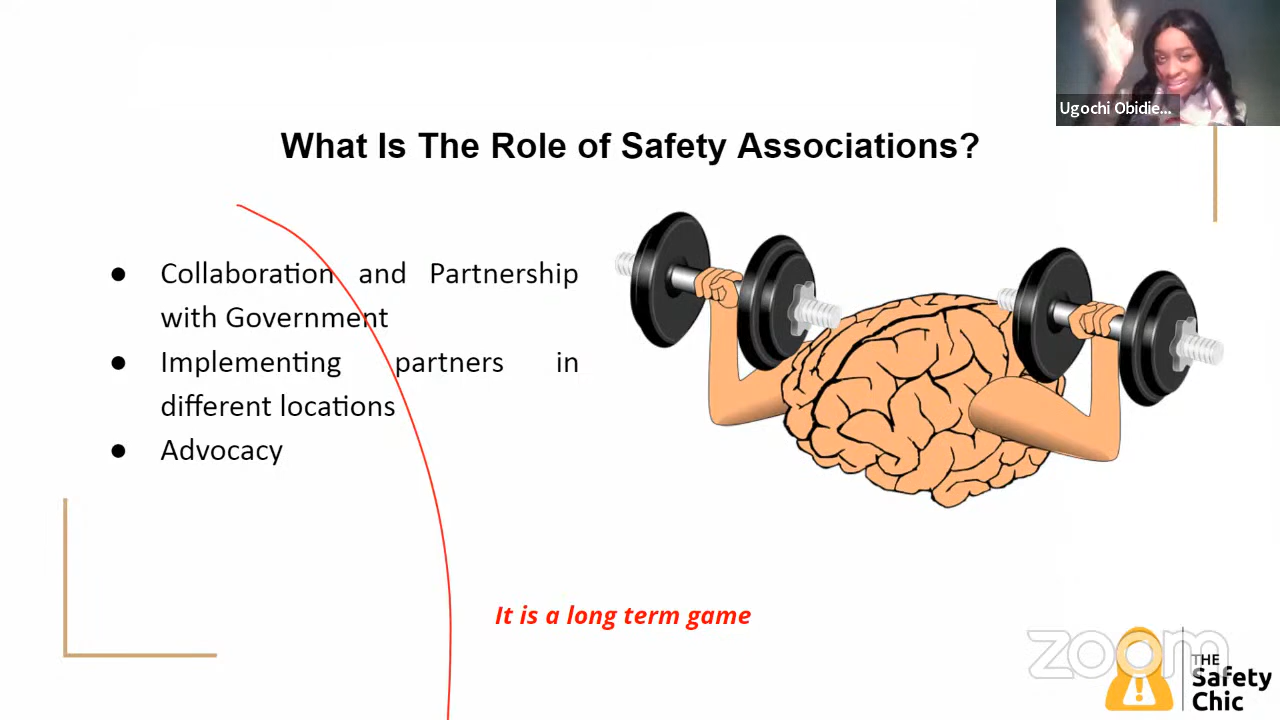 Ugochi Obidie...
What Is The Role of Safety Associations?
● Collaboration and Partnership
with Government
● Implementing partners in
different locations
● Advocacy
It is a long term game
zoom
THE
Safety
Chic